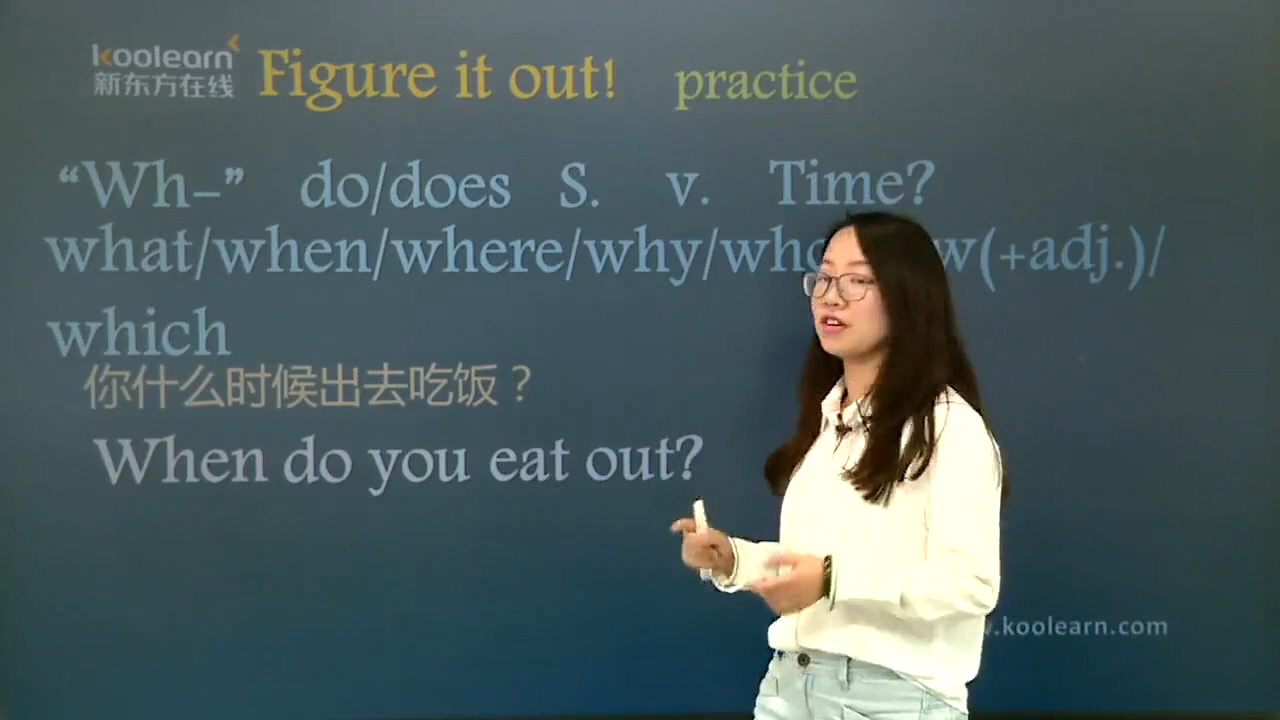 koolearn
新东方在线
Figure it out! practice
“Wh-” do/does S. v. Time?
what/when/where/why/ (+adj.)/
which
你什么时候出去吃饭？
When do you eat out?
.koolearn.com